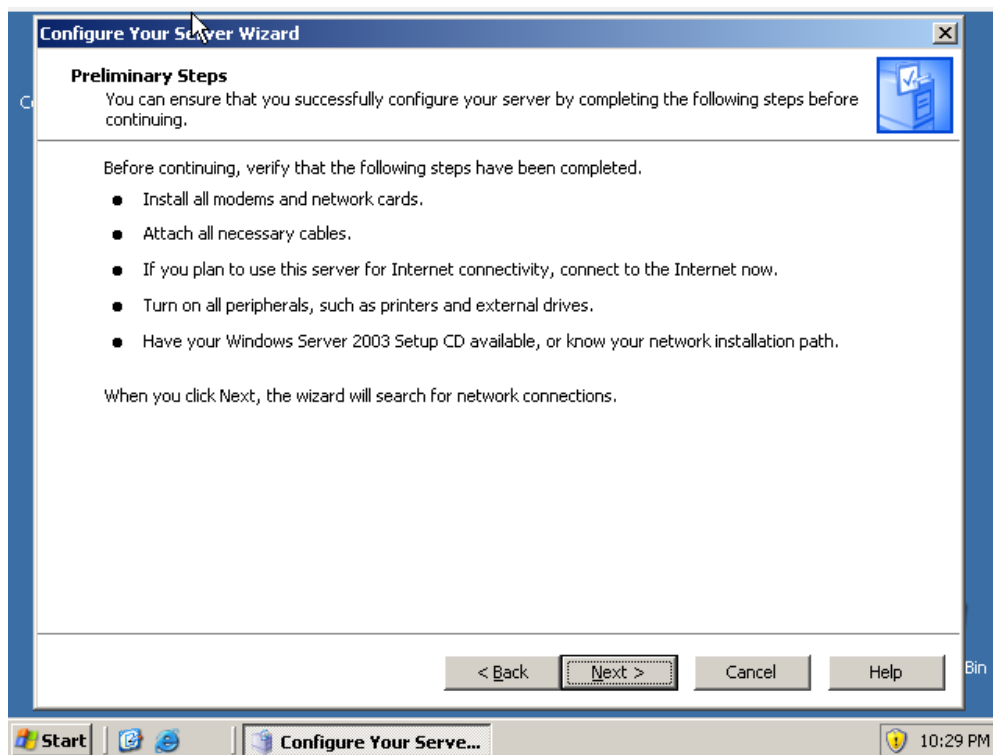 Configure Your Server Wizard
Preliminary Steps
You can ensure that you successfully configure your server by completing the following steps before
continuing.
Before continuing, verify that the following steps have been completed.
Install all modems and network cards.
Attach all necessary cables.
If you plan to use this server for Internet connectivity, connect to the Internet now.
Turn on all peripherals, such as printers and external drives.
Have your Windows Server 2003 Setup CD available, or know your network installation path.
When you click Next, the wizard will search for network connections.
< Back
Next >
Cancel
Help
Bin
Start
Configure Your Serve...
10:29 PM